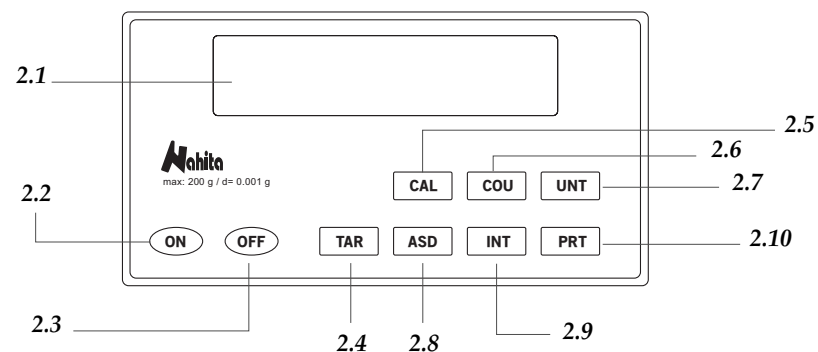 2.1
2.5
2.6
Nahita
max: 200 g / d= 0.001 g
CAL COU UNT
2.7
2.2
ON OFF TAR ASD INT PRT
2.10
2.3
2.4
2.8
2.9